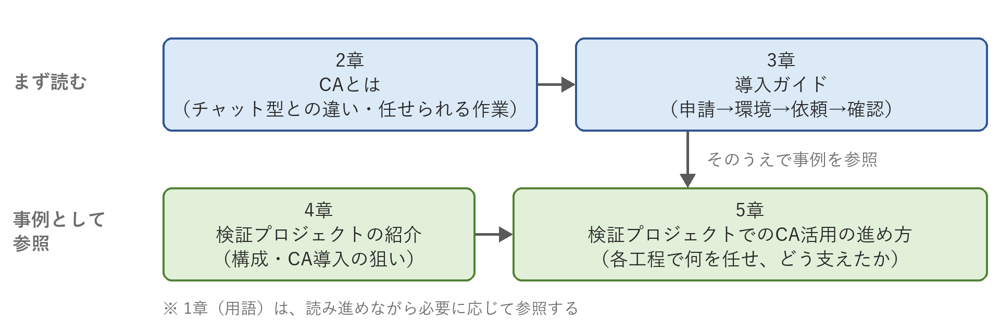 まず読む
2章
CAとは
（チャット型との違い・任せられる作業）
3章
導入ガイド
（申請→環境→依頼→確認）
そのうえで事例を参照
事例として
参照
4章
検証プロジェクトの紹介
（構成・CA導入の狙い）
5章
検証プロジェクトでのCA活用の進め方
（各工程で何を任せ、どう支えたか）
※ 1章（用語）は、読み進めながら必要に応じて参照する